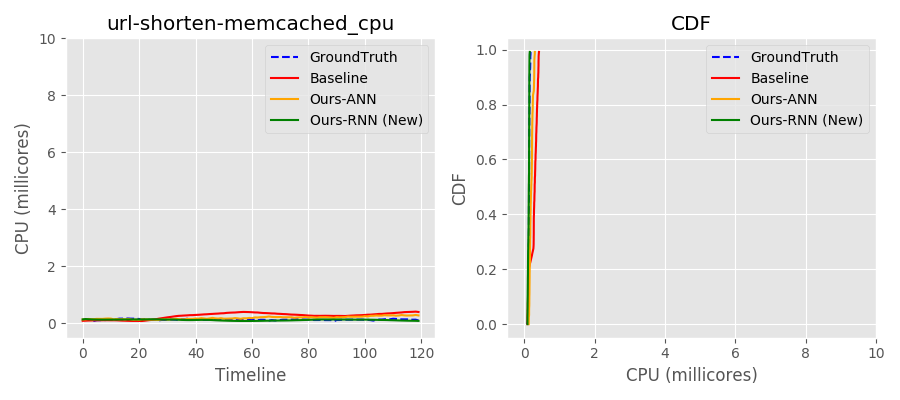 url-shorten-memcached_cpu
CPU (millicores)
10
8
6
4
2
0
GroundTruth
Baseline
Ours-ANN
Ours-RNN (New)
0 20 40 60 80 100 120
Timeline
CDF
CDF
1.0
0.8
0.6
0.4
0.2
0.0
GroundTruth
Baseline
Ours-ANN
Ours-RNN (New)
0 2 4 6 8 10
CPU (millicores)